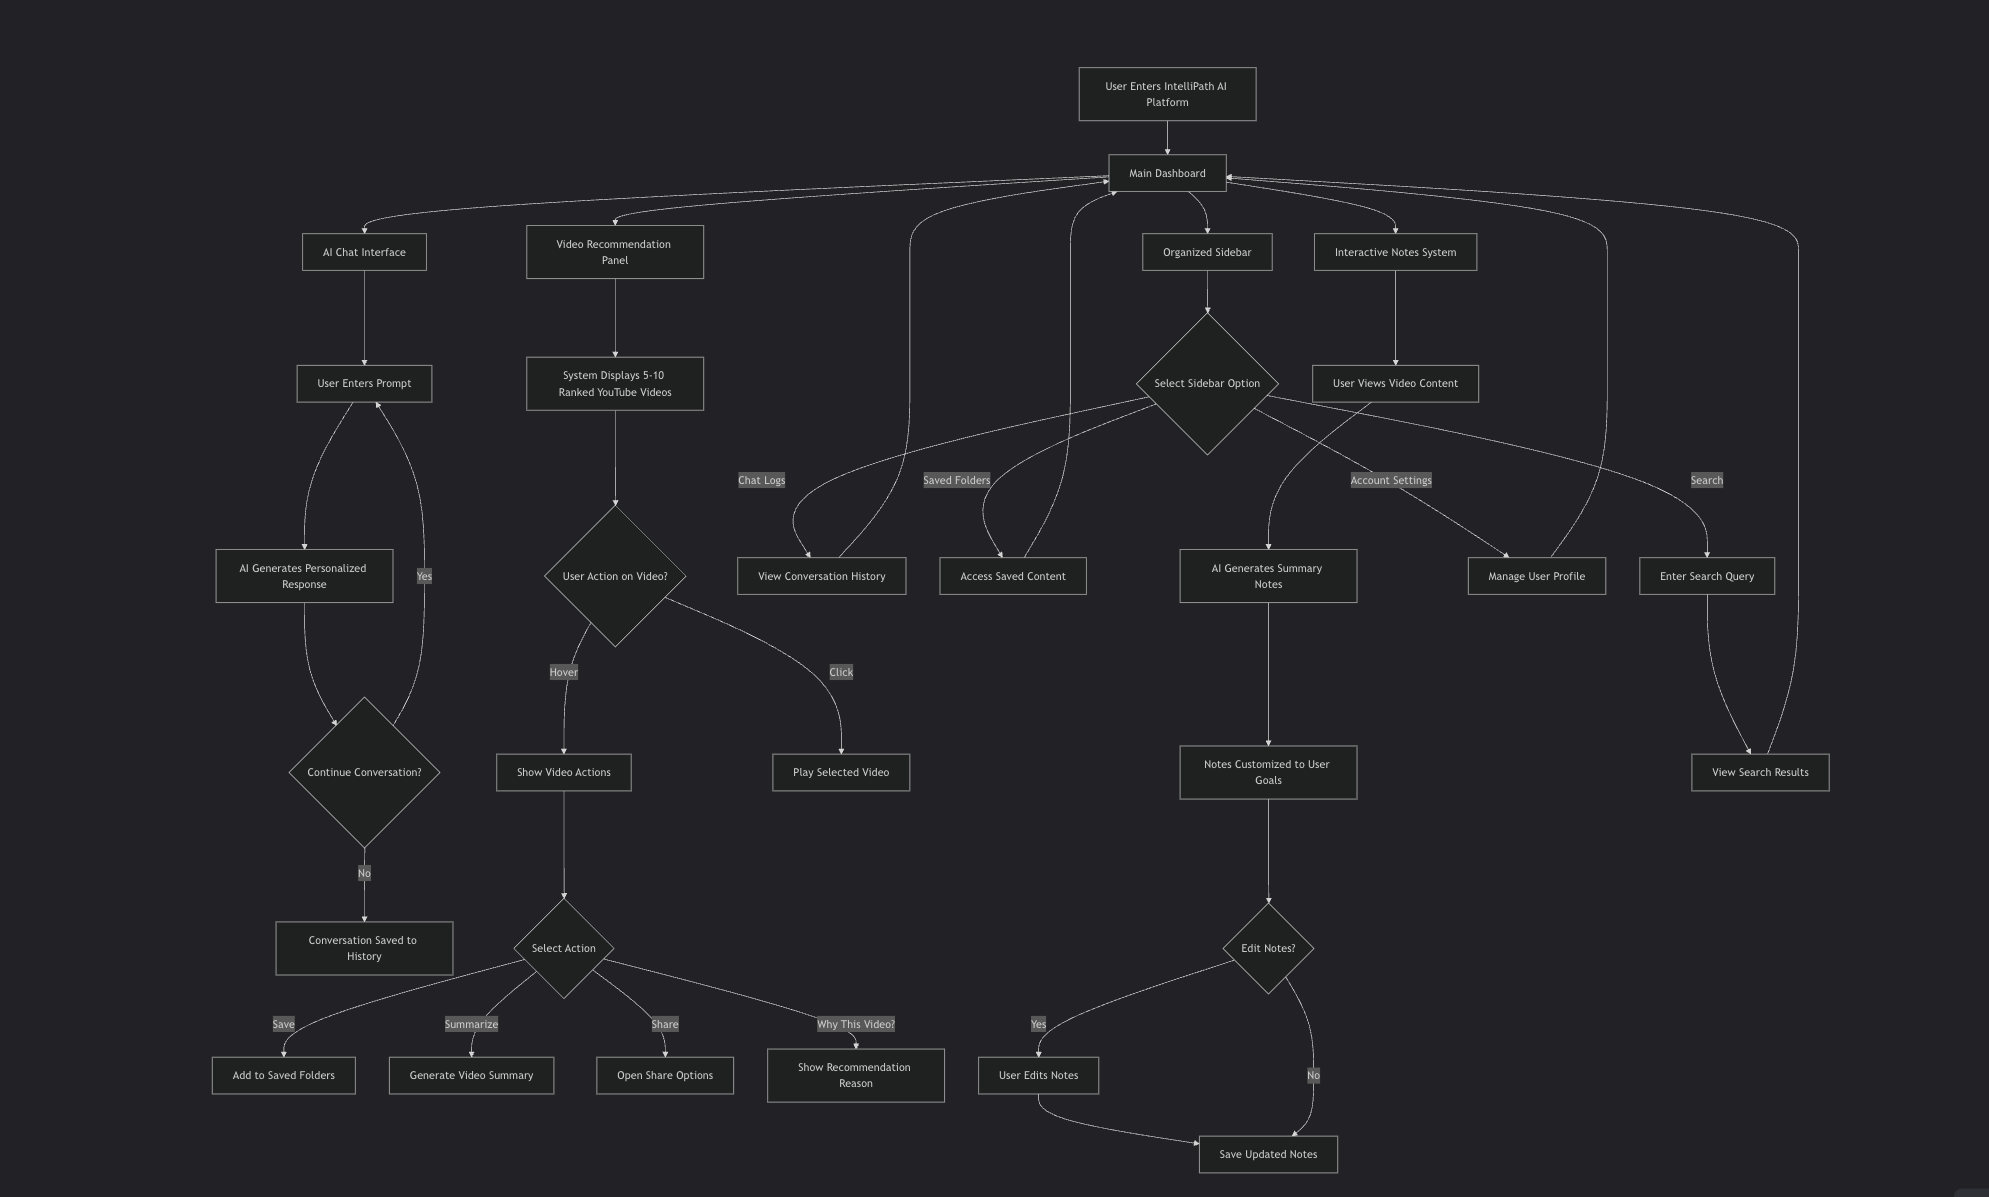 User Enters IntelliPath AI
Platform
Main Dashboard
AI Chat Interface
Video Recommendation
Panel
Organized Sidebar
Interactive Notes System
User Enters Prompt
System Displays 5-10
Ranked YouTube Videos
Select Sidebar Option
User Views Video Content
Chat Logs
Saved Folders
Account Settings
Search
AI Generates Personalized
Response
Yes
User Action on Video?
View Conversation History
Access Saved Content
AI Generates Summary
Notes
Manage User Profile
Enter Search Query
Hover
Click
Continue Conversation?
Show Video Actions
Play Selected Video
Notes Customized to User
Goals
View Search Results
No
Conversation Saved to
History
Select Action
Edit Notes?
Save
Summarize
Share
Why This Video?
Yes
Add to Saved Folders
Generate Video Summary
Open Share Options
Show Recommendation
Reason
User Edits Notes
No
Save Updated Notes